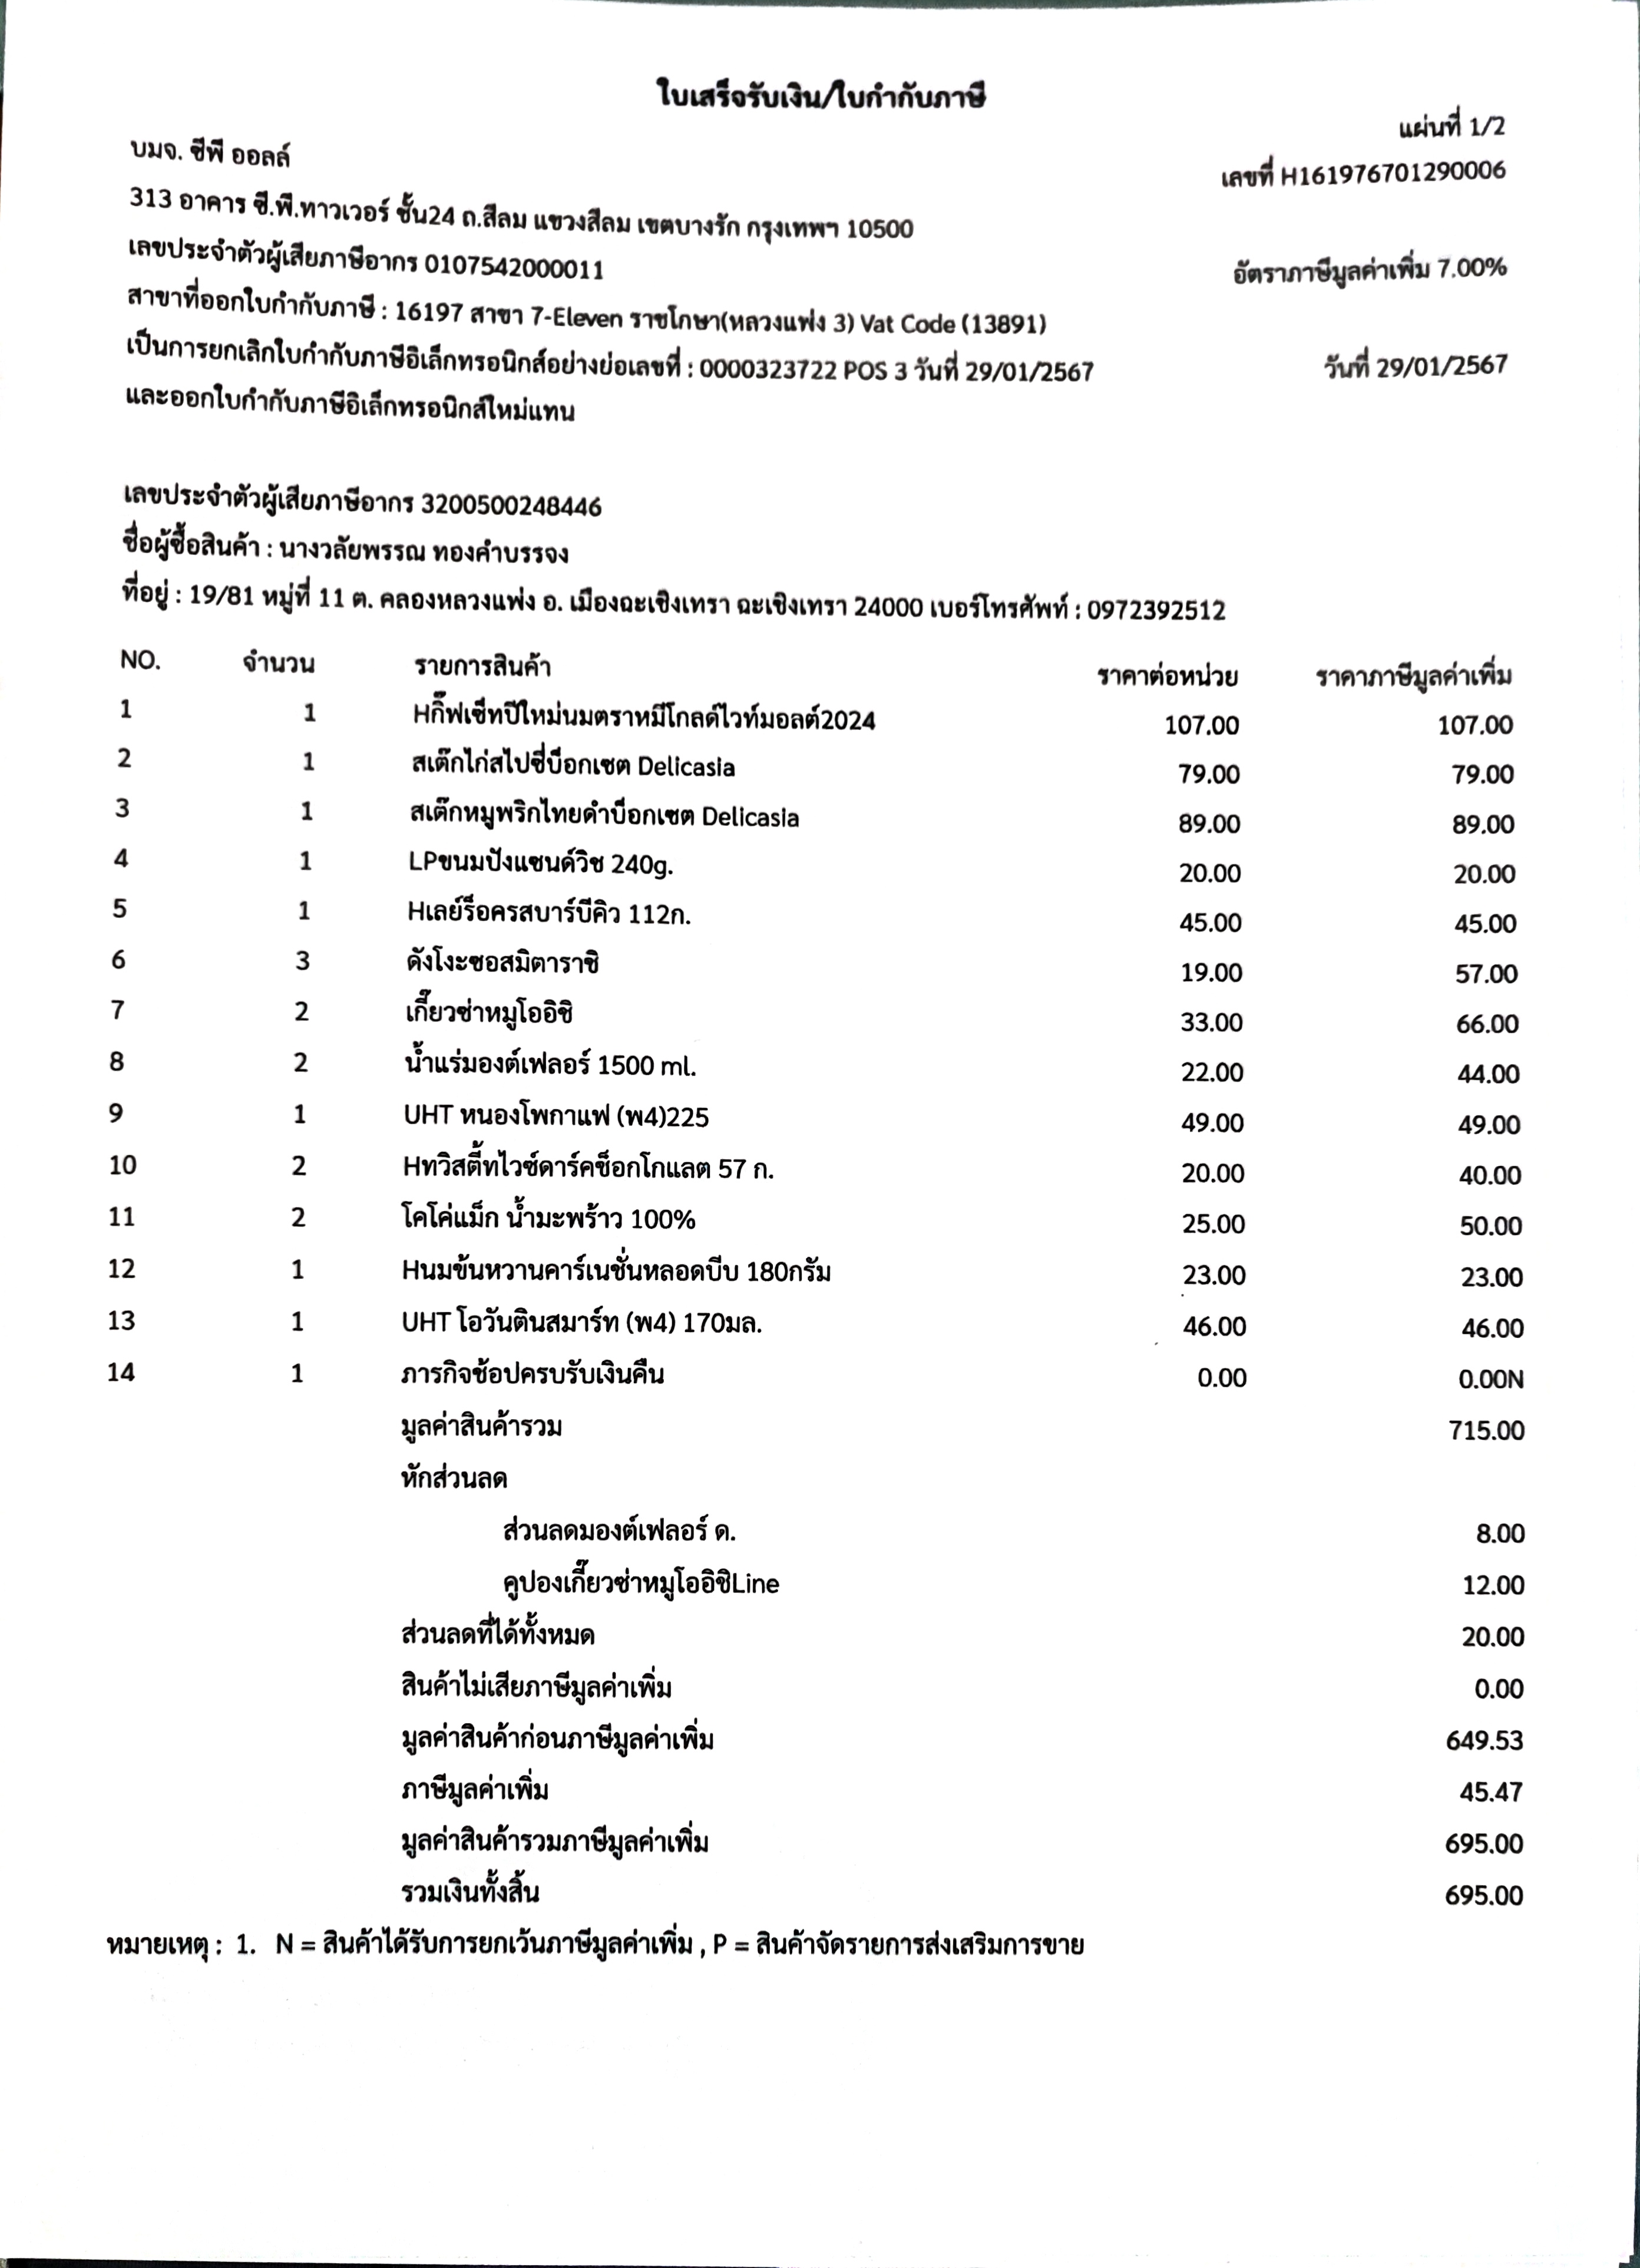 ใบเสร็จรับเงิน/ใบกำกับภาษี
แผ่นที่ 1/2
บมจ. ซีพี ออลล์
เลขที่ H161976701290006
313 อาคาร ซี.พี.ทาวเวอร์ ชั้น24 ถ.สีลม แขวงสีลม เขตบางรัก กรุงเทพฯ 10500
เลขประจำตัวผู้เสียภาษีอากร 0107542000011
อัตราภาษีมูลค่าเพิ่ม 7.00%
สาขาที่ออกใบกำกับภาษี : 16197 สาขา 7-Eleven ราชโกษา(หลวงแพ่ง 3) Vat Code (13891)
เป็นการยกเลิกใบกำกับภาษีอิเล็กทรอนิกส์อย่างย่อเลขที่ : 0000323722 POS 3 วันที่ 29/01/2567
วันที่ 29/01/2567
และออกใบกำกับภาษีอิเล็กทรอนิกส์ใหม่แทน
เลขประจำตัวผู้เสียภาษีอากร 3200500248446
ชื่อผู้ซื้อสินค้า : นางวลัยพรรณ ทองคำบรรจง
ที่อยู่ : 19/81 หมู่ที่ 11 ต. คลองหลวงแพ่ง อ. เมืองฉะเชิงเทรา ฉะเชิงเทรา 24000 เบอร์โทรศัพท์ : 0972392512
NO. จำนวน รายการสินค้า ราคาต่อหน่วย ราคาภาษีมูลค่าเพิ่ม
1 1 Hกิ๊ฟเซ็ทปีใหม่นมตราหมีโกลด์ไวท์มอลต์2024 107.00 107.00
2 1 สเต๊กไก่สไปซี่บ็อกเซต Delicasia 79.00 79.00
3 1 สเต๊กหมูพริกไทยดำบ็อกเซต Delicasia 89.00 89.00
4 1 LPขนมปังแซนด์วิช 240g. 20.00 20.00
5 1 Hเลย์ร็อครสบาร์บีคิว 112ก. 45.00 45.00
6 3 ดังโงะซอสมิตาราชิ 19.00 57.00
7 2 เกี๊ยวซ่าหมูโออิชิ 33.00 66.00
8 2 น้ำแร่มองต์เฟลอร์ 1500 ml. 22.00 44.00
9 1 UHT หนองโพกาแฟ (พ4)225 49.00 49.00
10 2 Hทวิสตี้ทไวซ์ดาร์คช็อกโกแลต 57 ก. 20.00 40.00
11 2 โคโค่แม็ก น้ำมะพร้าว 100% 25.00 50.00
12 1 Hนมข้นหวานคาร์เนชั่นหลอดบีบ 180กรัม 23.00 23.00
13 1 UHT โอวันตินสมาร์ท (พ4) 170มล. 46.00 46.00
14 1 ภารกิจช้อปครบรับเงินคืน 0.00 0.00N
มูลค่าสินค้ารวม 715.00
หักส่วนลด
ส่วนลดมองต์เฟลอร์ ด. 8.00
คูปองเกี๊ยวซ่าหมูโออิชิLine 12.00
ส่วนลดที่ได้ทั้งหมด 20.00
สินค้าไม่เสียภาษีมูลค่าเพิ่ม 0.00
มูลค่าสินค้าก่อนภาษีมูลค่าเพิ่ม 649.53
ภาษีมูลค่าเพิ่ม 45.47
มูลค่าสินค้ารวมภาษีมูลค่าเพิ่ม 695.00
รวมเงินทั้งสิ้น 695.00
หมายเหตุ : 1. N = สินค้าได้รับการยกเว้นภาษีมูลค่าเพิ่ม , P = สินค้าจัดรายการส่งเสริมการขาย